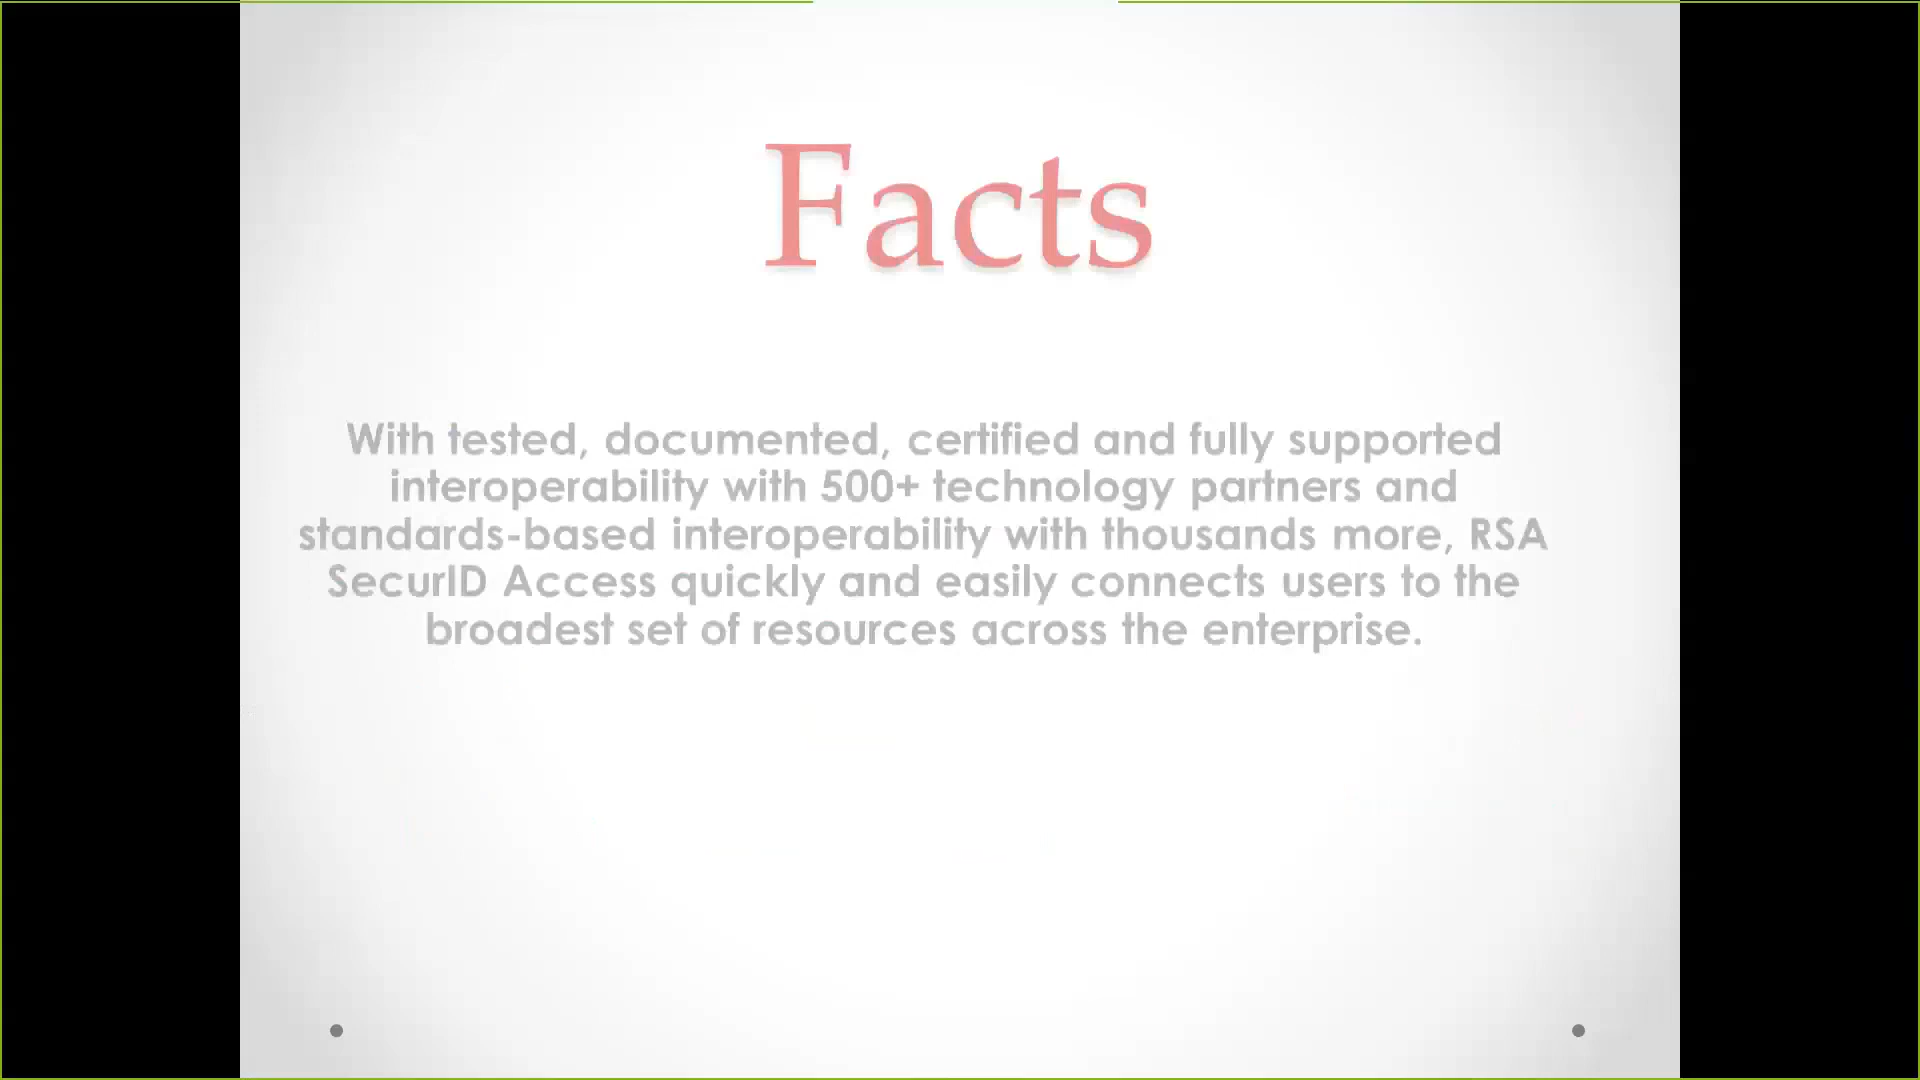 Facts
With tested, documented, certified and fully supported
interoperability with 500+ technology partners and
standards-based interoperability with thousands more, RSA
SecurID Access quickly and easily connects users to the
broadest set of resources across the enterprise.